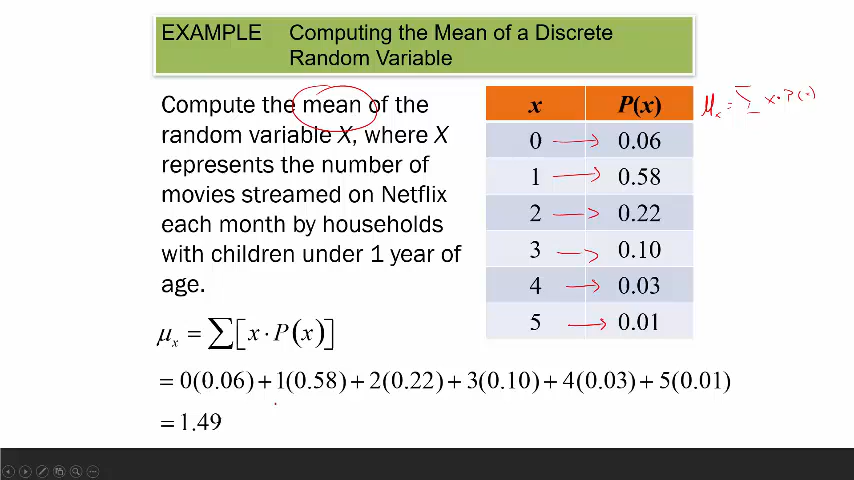 EXAMPLE Computing the Mean of a Discrete
Random Variable
Compute the mean of the
random variable X, where X
represents the number of
movies streamed on Netflix
each month by households
with children under 1 year of
age.
x P(x)
0 → 0.06
1 → 0.58
2 → 0.22
3 → 0.10
4 → 0.03
5 → 0.01
μₓ = Σ x·P(x)
μₓ = ∑[x·P(x)]
= 0(0.06)+1(0.58)+2(0.22)+3(0.10)+4(0.03)+5(0.01)
= 1.49